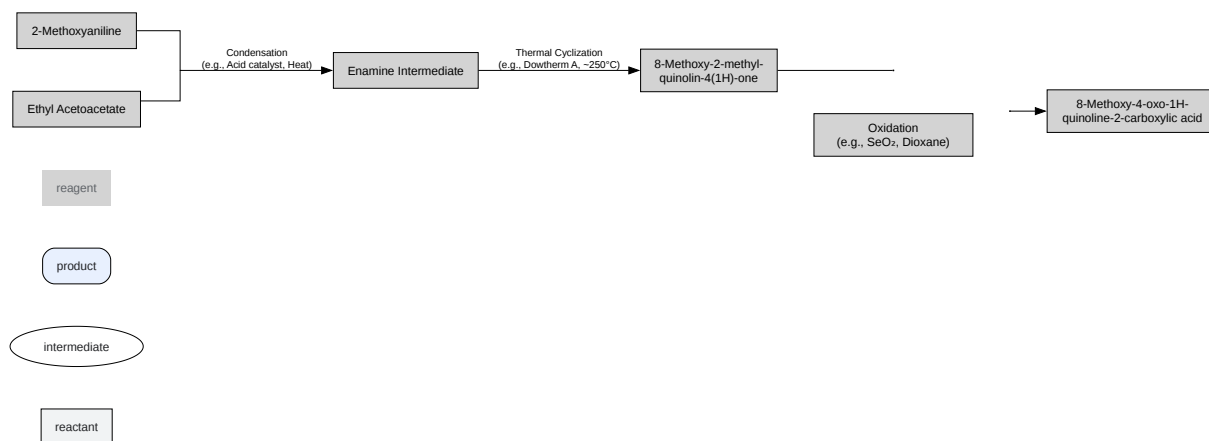 2-Methoxyaniline
Ethyl Acetoacetate
Condensation
(e.g., Acid catalyst, Heat)
Enamine Intermediate
Thermal Cyclization
(e.g., Dowtherm A, ~250°C)
8-Methoxy-2-methyl-
quinolin-4(1H)-one
Oxidation
(e.g., SeO₂, Dioxane)
8-Methoxy-4-oxo-1H-
quinoline-2-carboxylic acid
reagent
product
intermediate
reactant